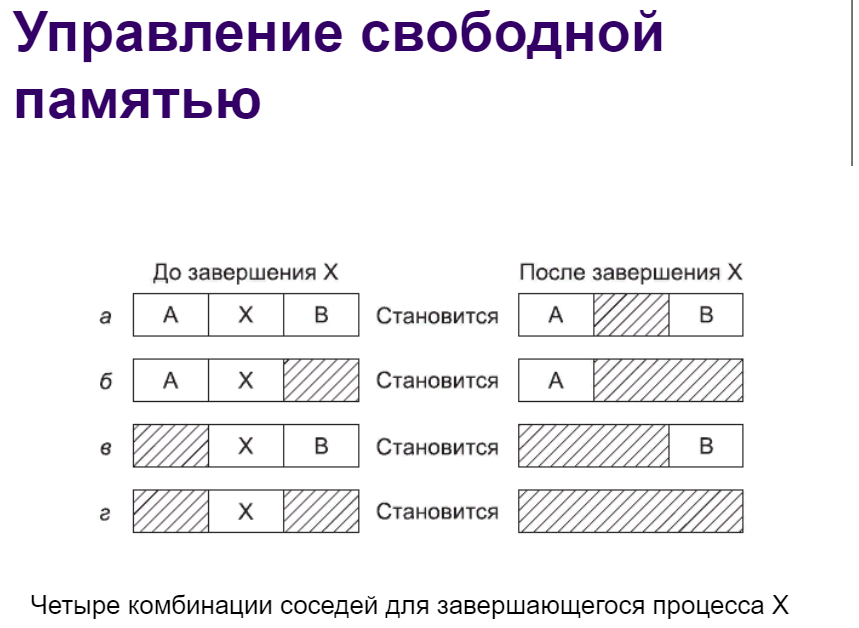 Управление свободной
памятью
До завершения X После завершения X
а A X B Становится A B
б A X Становится A
в X B Становится B
г X Становится
Четыре комбинации соседей для завершающегося процесса X